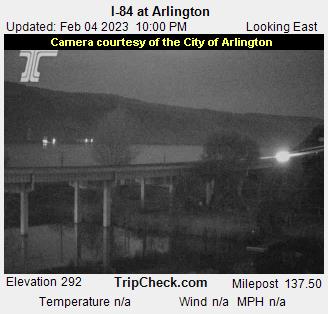 I-84 at Arlington
Updated: Feb 04 2023 10:00 PM Looking East
Camera courtesy of the City of Arlington
Elevation 292 TripCheck.com Milepost 137.50
Temperature n/a Wind n/a MPH n/a